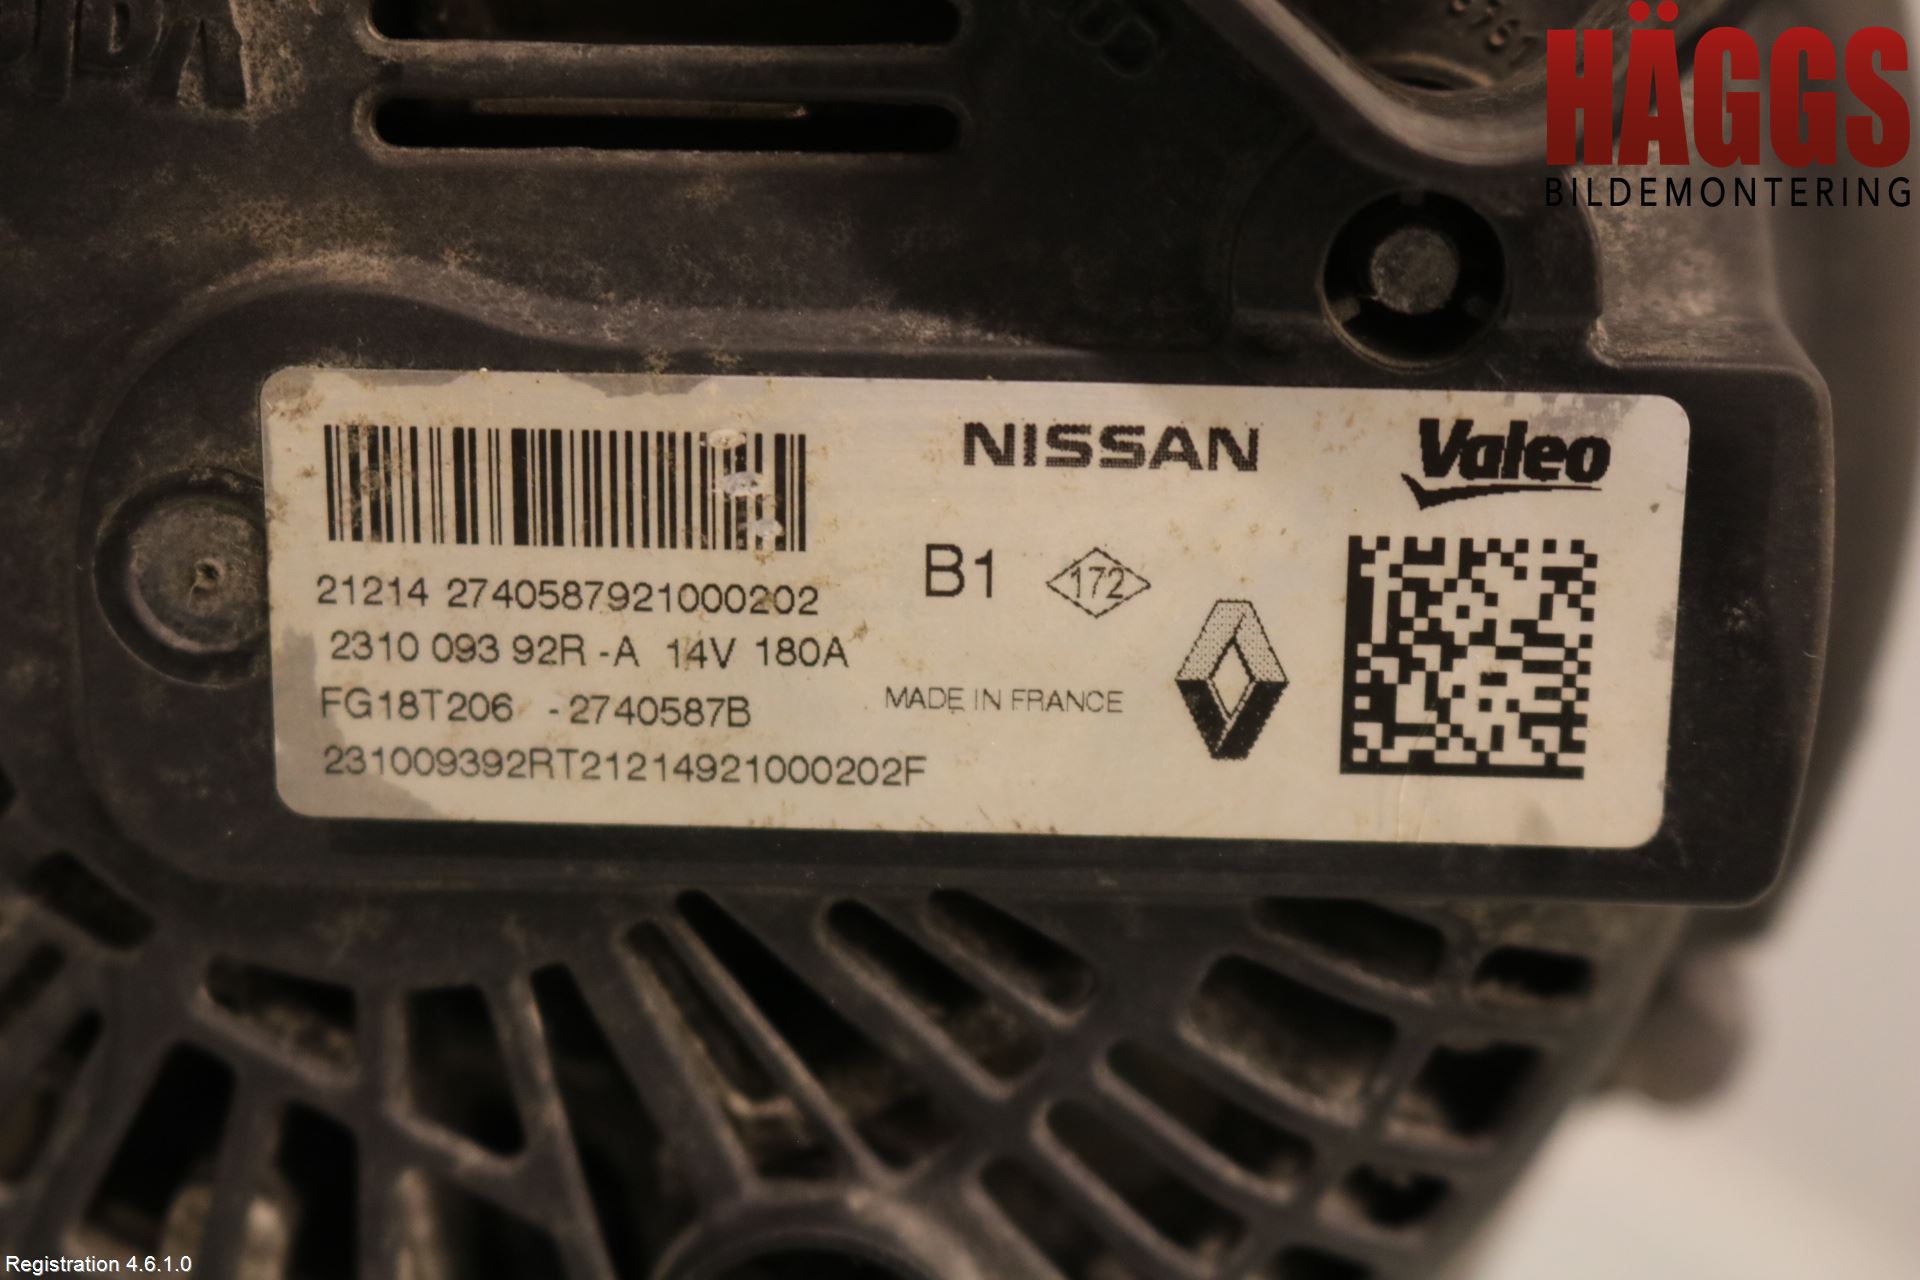 HÄGGS
BILDEMONTERING
NISSAN
Valeo
21214 2740587921000202
B1
172
2310 093 92R -A 14V 180A
FG18T206 -2740587B
MADE IN FRANCE
231009392RT21214921000202F
Registration 4.6.1.0